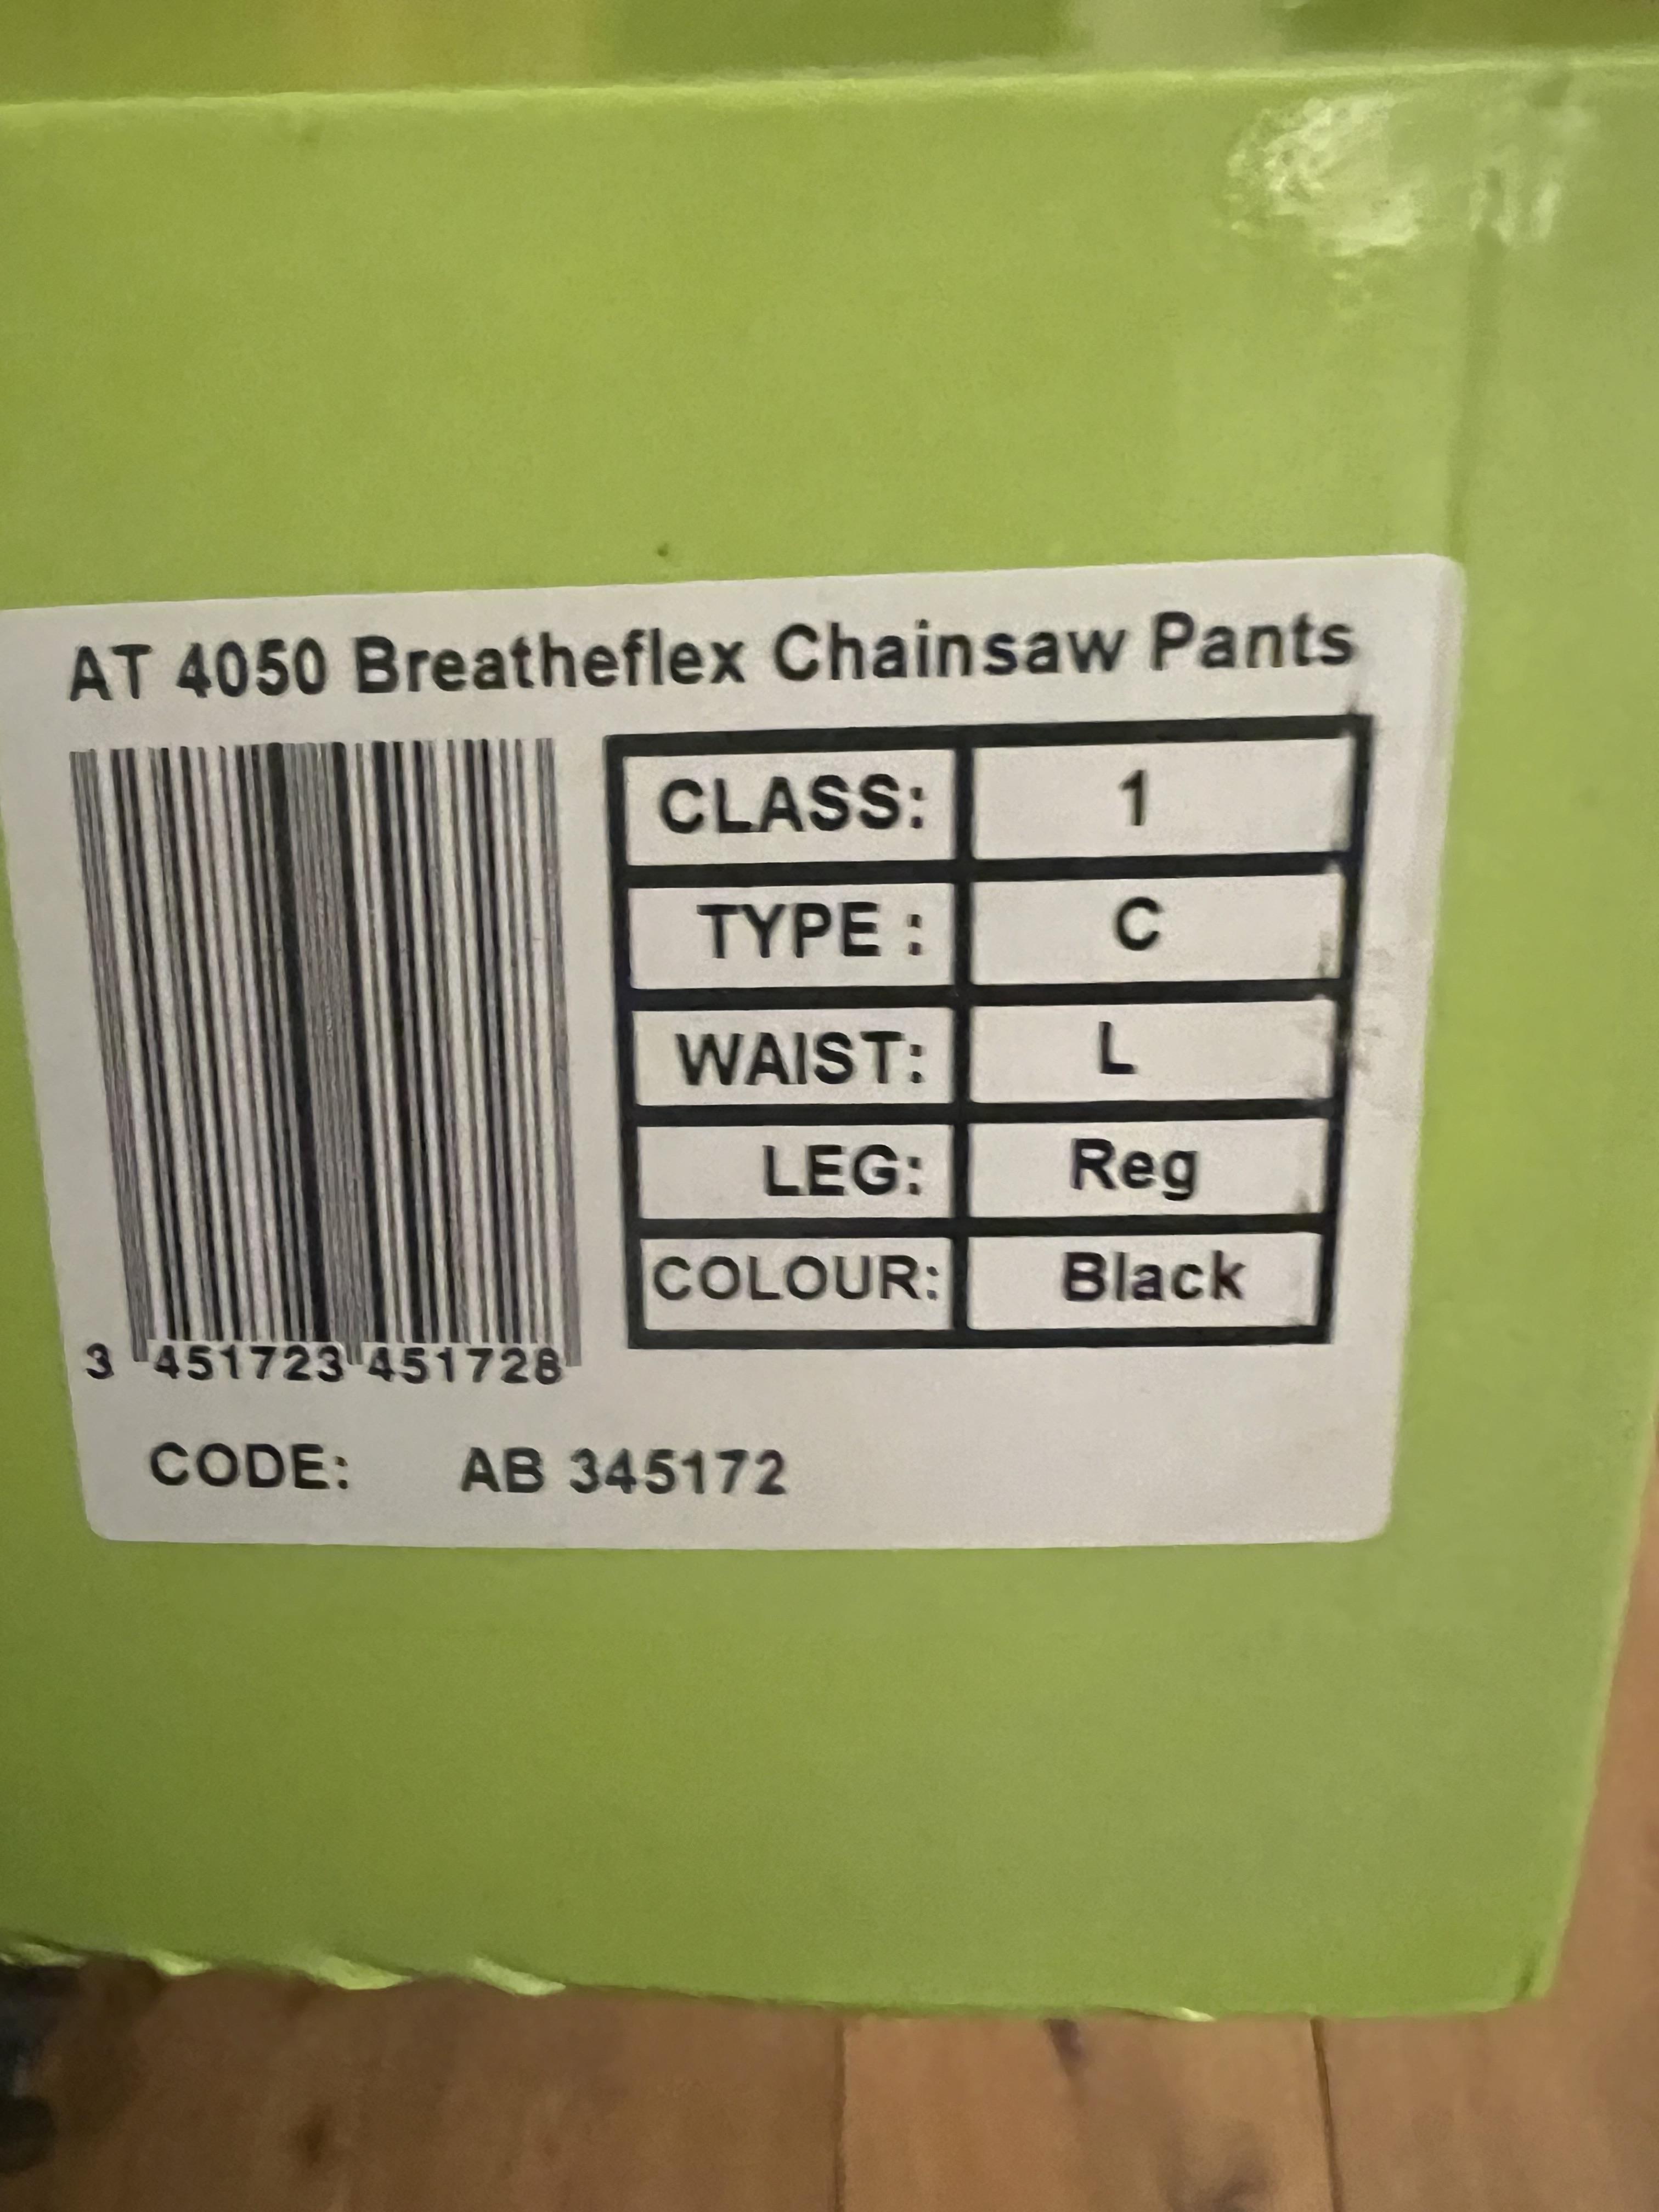 AT 4050 Breatheflex Chainsaw Pants
CLASS: 1
TYPE : C
WAIST: L
LEG: Reg
COLOUR: Black
3 451723 451728
CODE: AB 345172